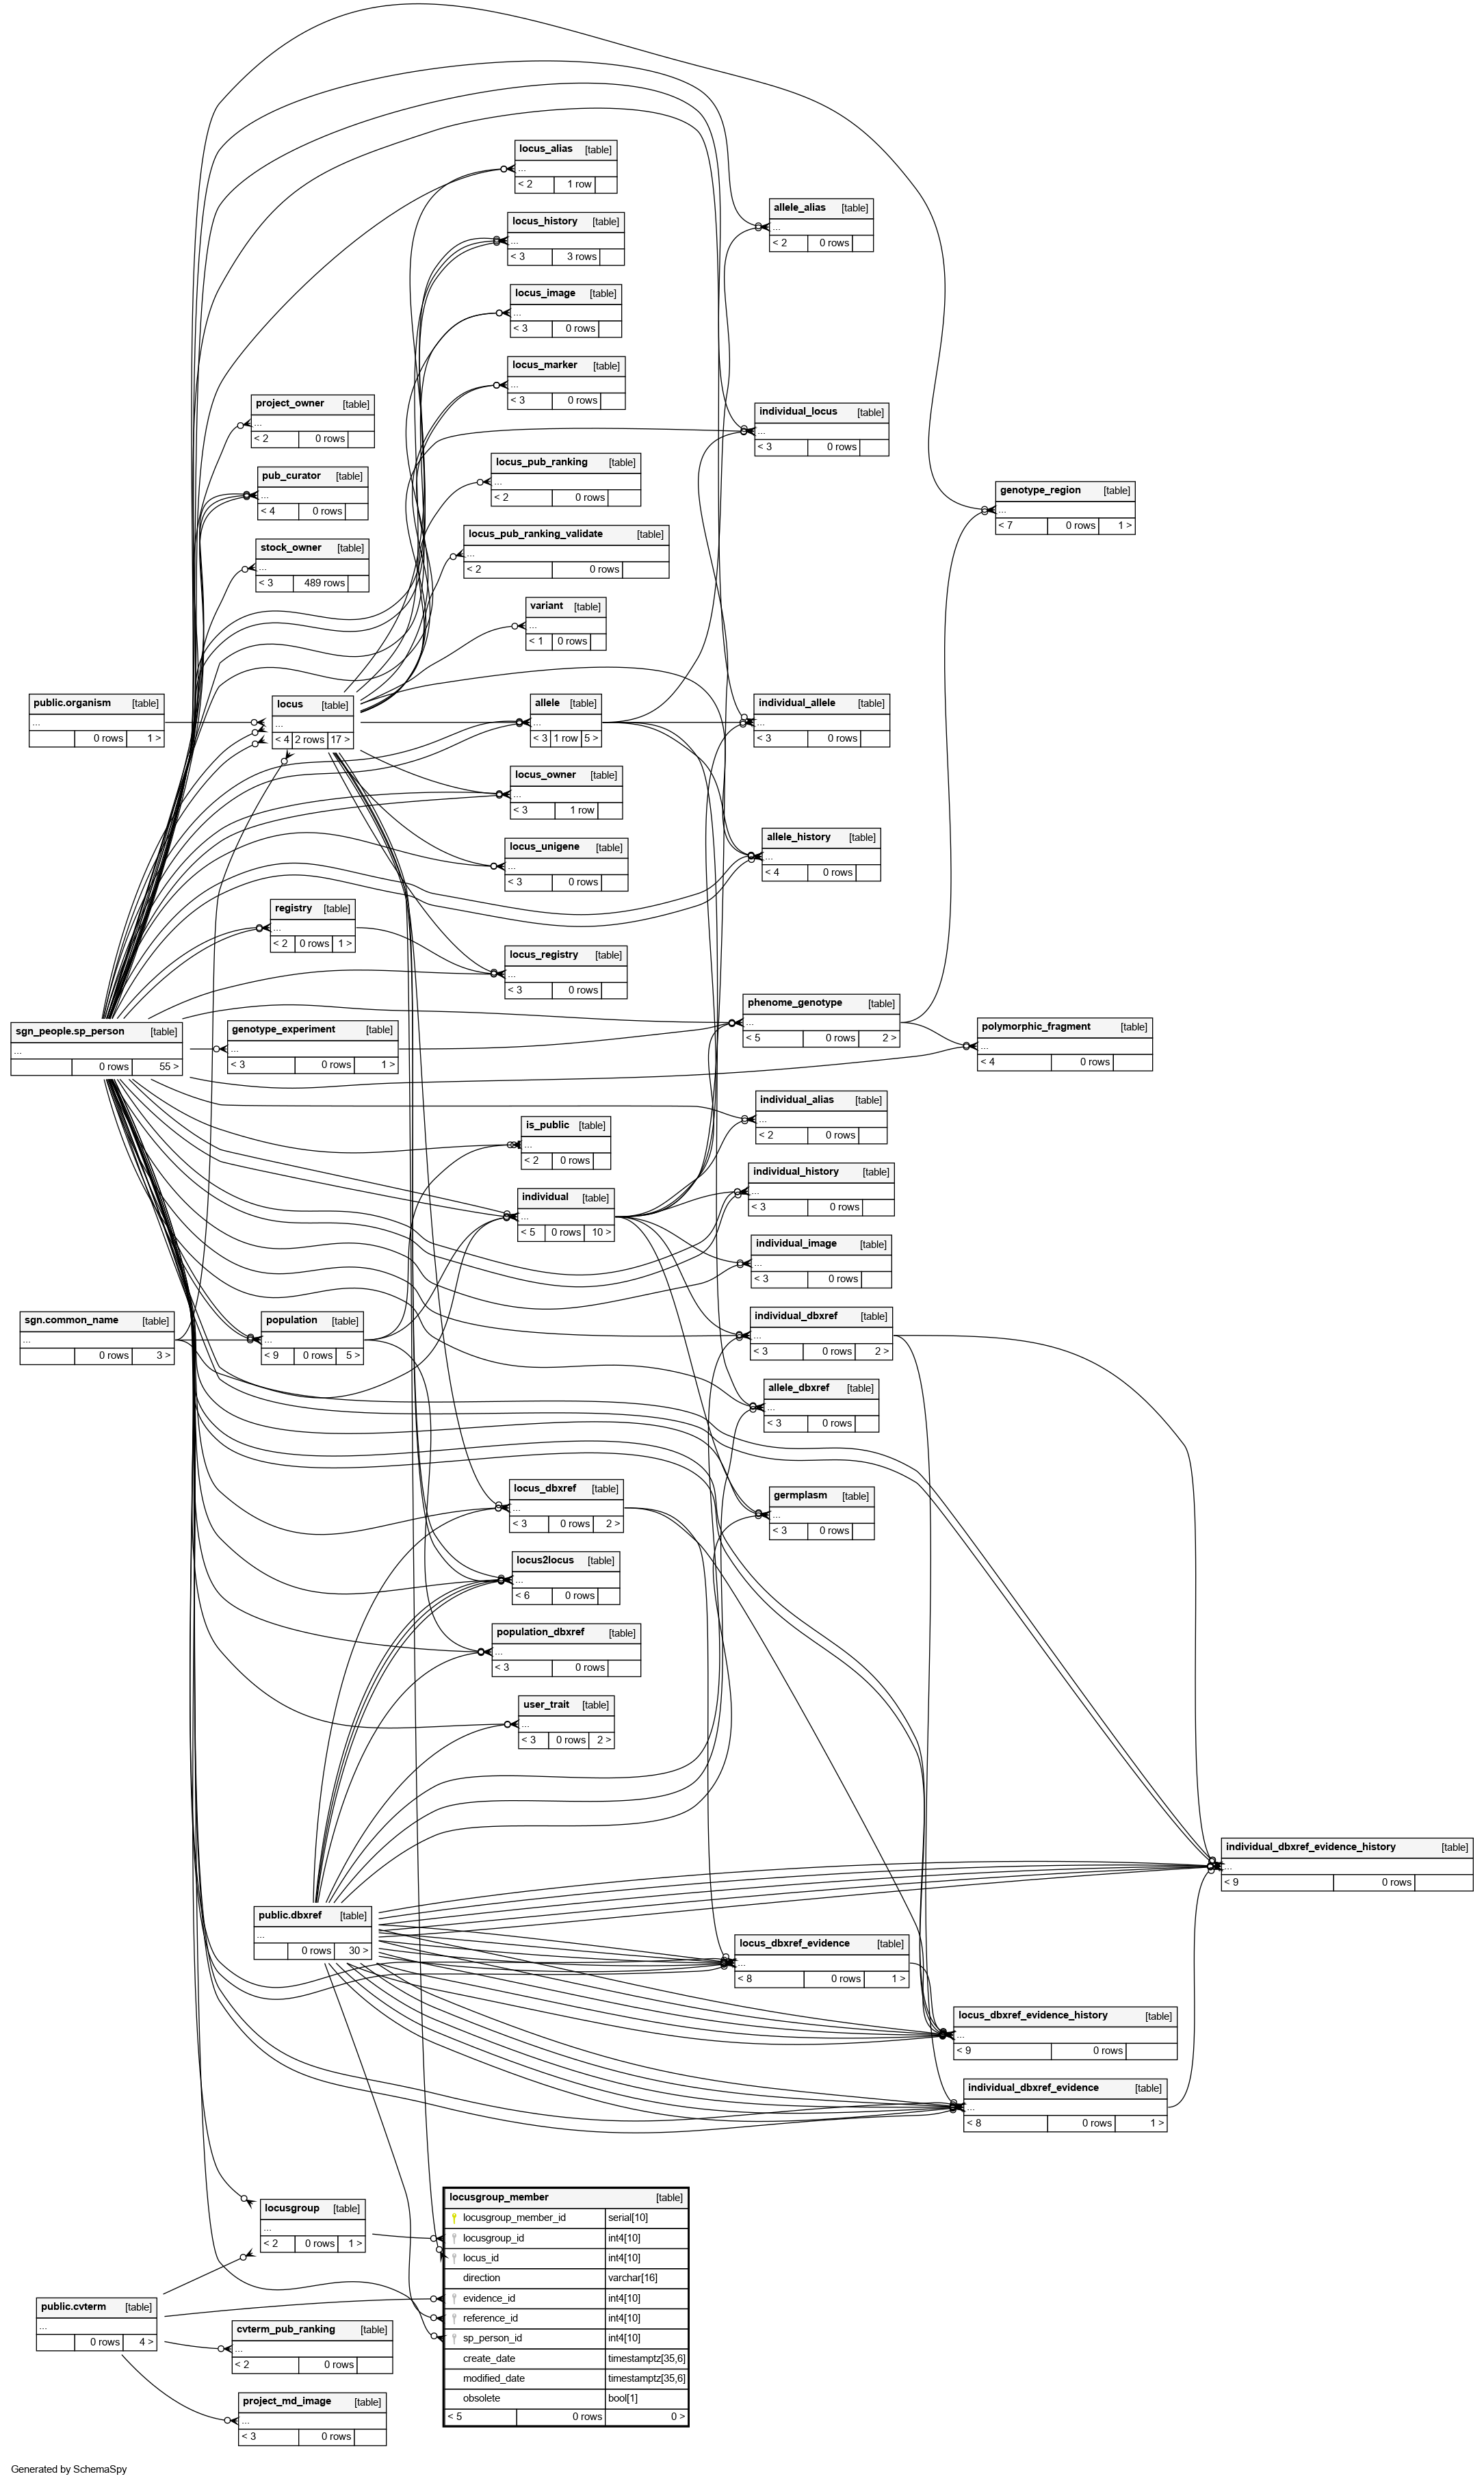 locus_alias [table]
...
< 2 1 row
locus_history [table]
...
< 3 3 rows
allele_alias [table]
...
< 2 0 rows
locus_image [table]
...
< 3 0 rows
locus_marker [table]
...
< 3 0 rows
project_owner [table]
...
< 2 0 rows
individual_locus [table]
...
< 3 0 rows
pub_curator [table]
...
< 4 0 rows
locus_pub_ranking [table]
...
< 2 0 rows
genotype_region [table]
...
< 7 0 rows 1 >
stock_owner [table]
...
< 3 489 rows
locus_pub_ranking_validate [table]
...
< 2 0 rows
variant [table]
...
< 1 0 rows
public.organism [table]
...
0 rows 1 >
locus [table]
...
< 4 2 rows 17 >
allele [table]
...
< 3 1 row 5 >
individual_allele [table]
...
< 3 0 rows
locus_owner [table]
...
< 3 1 row
locus_unigene [table]
...
< 3 0 rows
allele_history [table]
...
< 4 0 rows
registry [table]
...
< 2 0 rows 1 >
locus_registry [table]
...
< 3 0 rows
phenome_genotype [table]
...
< 5 0 rows 2 >
sgn_people.sp_person [table]
...
0 rows 55 >
genotype_experiment [table]
...
< 3 0 rows 1 >
polymorphic_fragment [table]
...
< 4 0 rows
individual_alias [table]
...
< 2 0 rows
is_public [table]
...
< 2 0 rows
individual_history [table]
...
< 3 0 rows
individual [table]
...
< 5 0 rows 10 >
individual_image [table]
...
< 3 0 rows
sgn.common_name [table]
...
0 rows 3 >
population [table]
...
< 9 0 rows 5 >
individual_dbxref [table]
...
< 3 0 rows 2 >
allele_dbxref [table]
...
< 3 0 rows
locus_dbxref [table]
...
< 3 0 rows 2 >
germplasm [table]
...
< 3 0 rows
locus2locus [table]
...
< 6 0 rows
population_dbxref [table]
...
< 3 0 rows
user_trait [table]
...
< 3 0 rows 2 >
individual_dbxref_evidence_history [table]
...
< 9 0 rows
public.dbxref [table]
...
0 rows 30 >
locus_dbxref_evidence [table]
...
< 8 0 rows 1 >
locus_dbxref_evidence_history [table]
...
< 9 0 rows
individual_dbxref_evidence [table]
...
< 8 0 rows 1 >
locusgroup [table]
...
< 2 0 rows 1 >
locusgroup_member [table]
locusgroup_member_id serial[10]
locusgroup_id int4[10]
locus_id int4[10]
direction varchar[16]
evidence_id int4[10]
reference_id int4[10]
sp_person_id int4[10]
create_date timestamptz[35,6]
modified_date timestamptz[35,6]
obsolete bool[1]
< 5 0 rows 0 >
public.cvterm [table]
...
0 rows 4 >
cvterm_pub_ranking [table]
...
< 2 0 rows
project_md_image [table]
...
< 3 0 rows
Generated by SchemaSpy